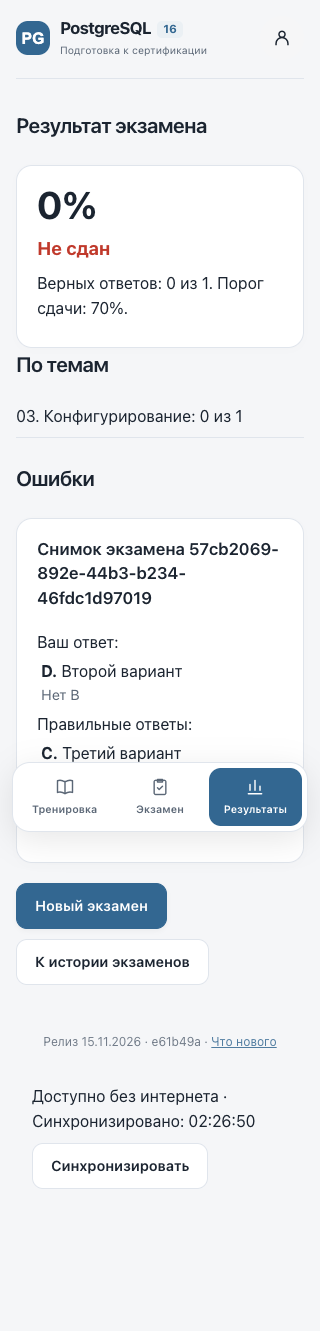 PG
PostgreSQL 16
Подготовка к сертификации
Результат экзамена
0%
Не сдан
Верных ответов: 0 из 1. Порог
сдачи: 70%.
По темам
03. Конфигурирование: 0 из 1
Ошибки
Снимок экзамена 57cb2069-
892e-44b3-b234-
46fdc1d97019
Ваш ответ:
D. Второй вариант
Нет B
Правильные ответы:
C. Третий вариант
Тренировка
Экзамен
Результаты
Новый экзамен
К истории экзаменов
Релиз 15.11.2026 · e61b49a · Что нового
Доступно без интернета ·
Синхронизировано: 02:26:50
Синхронизировать